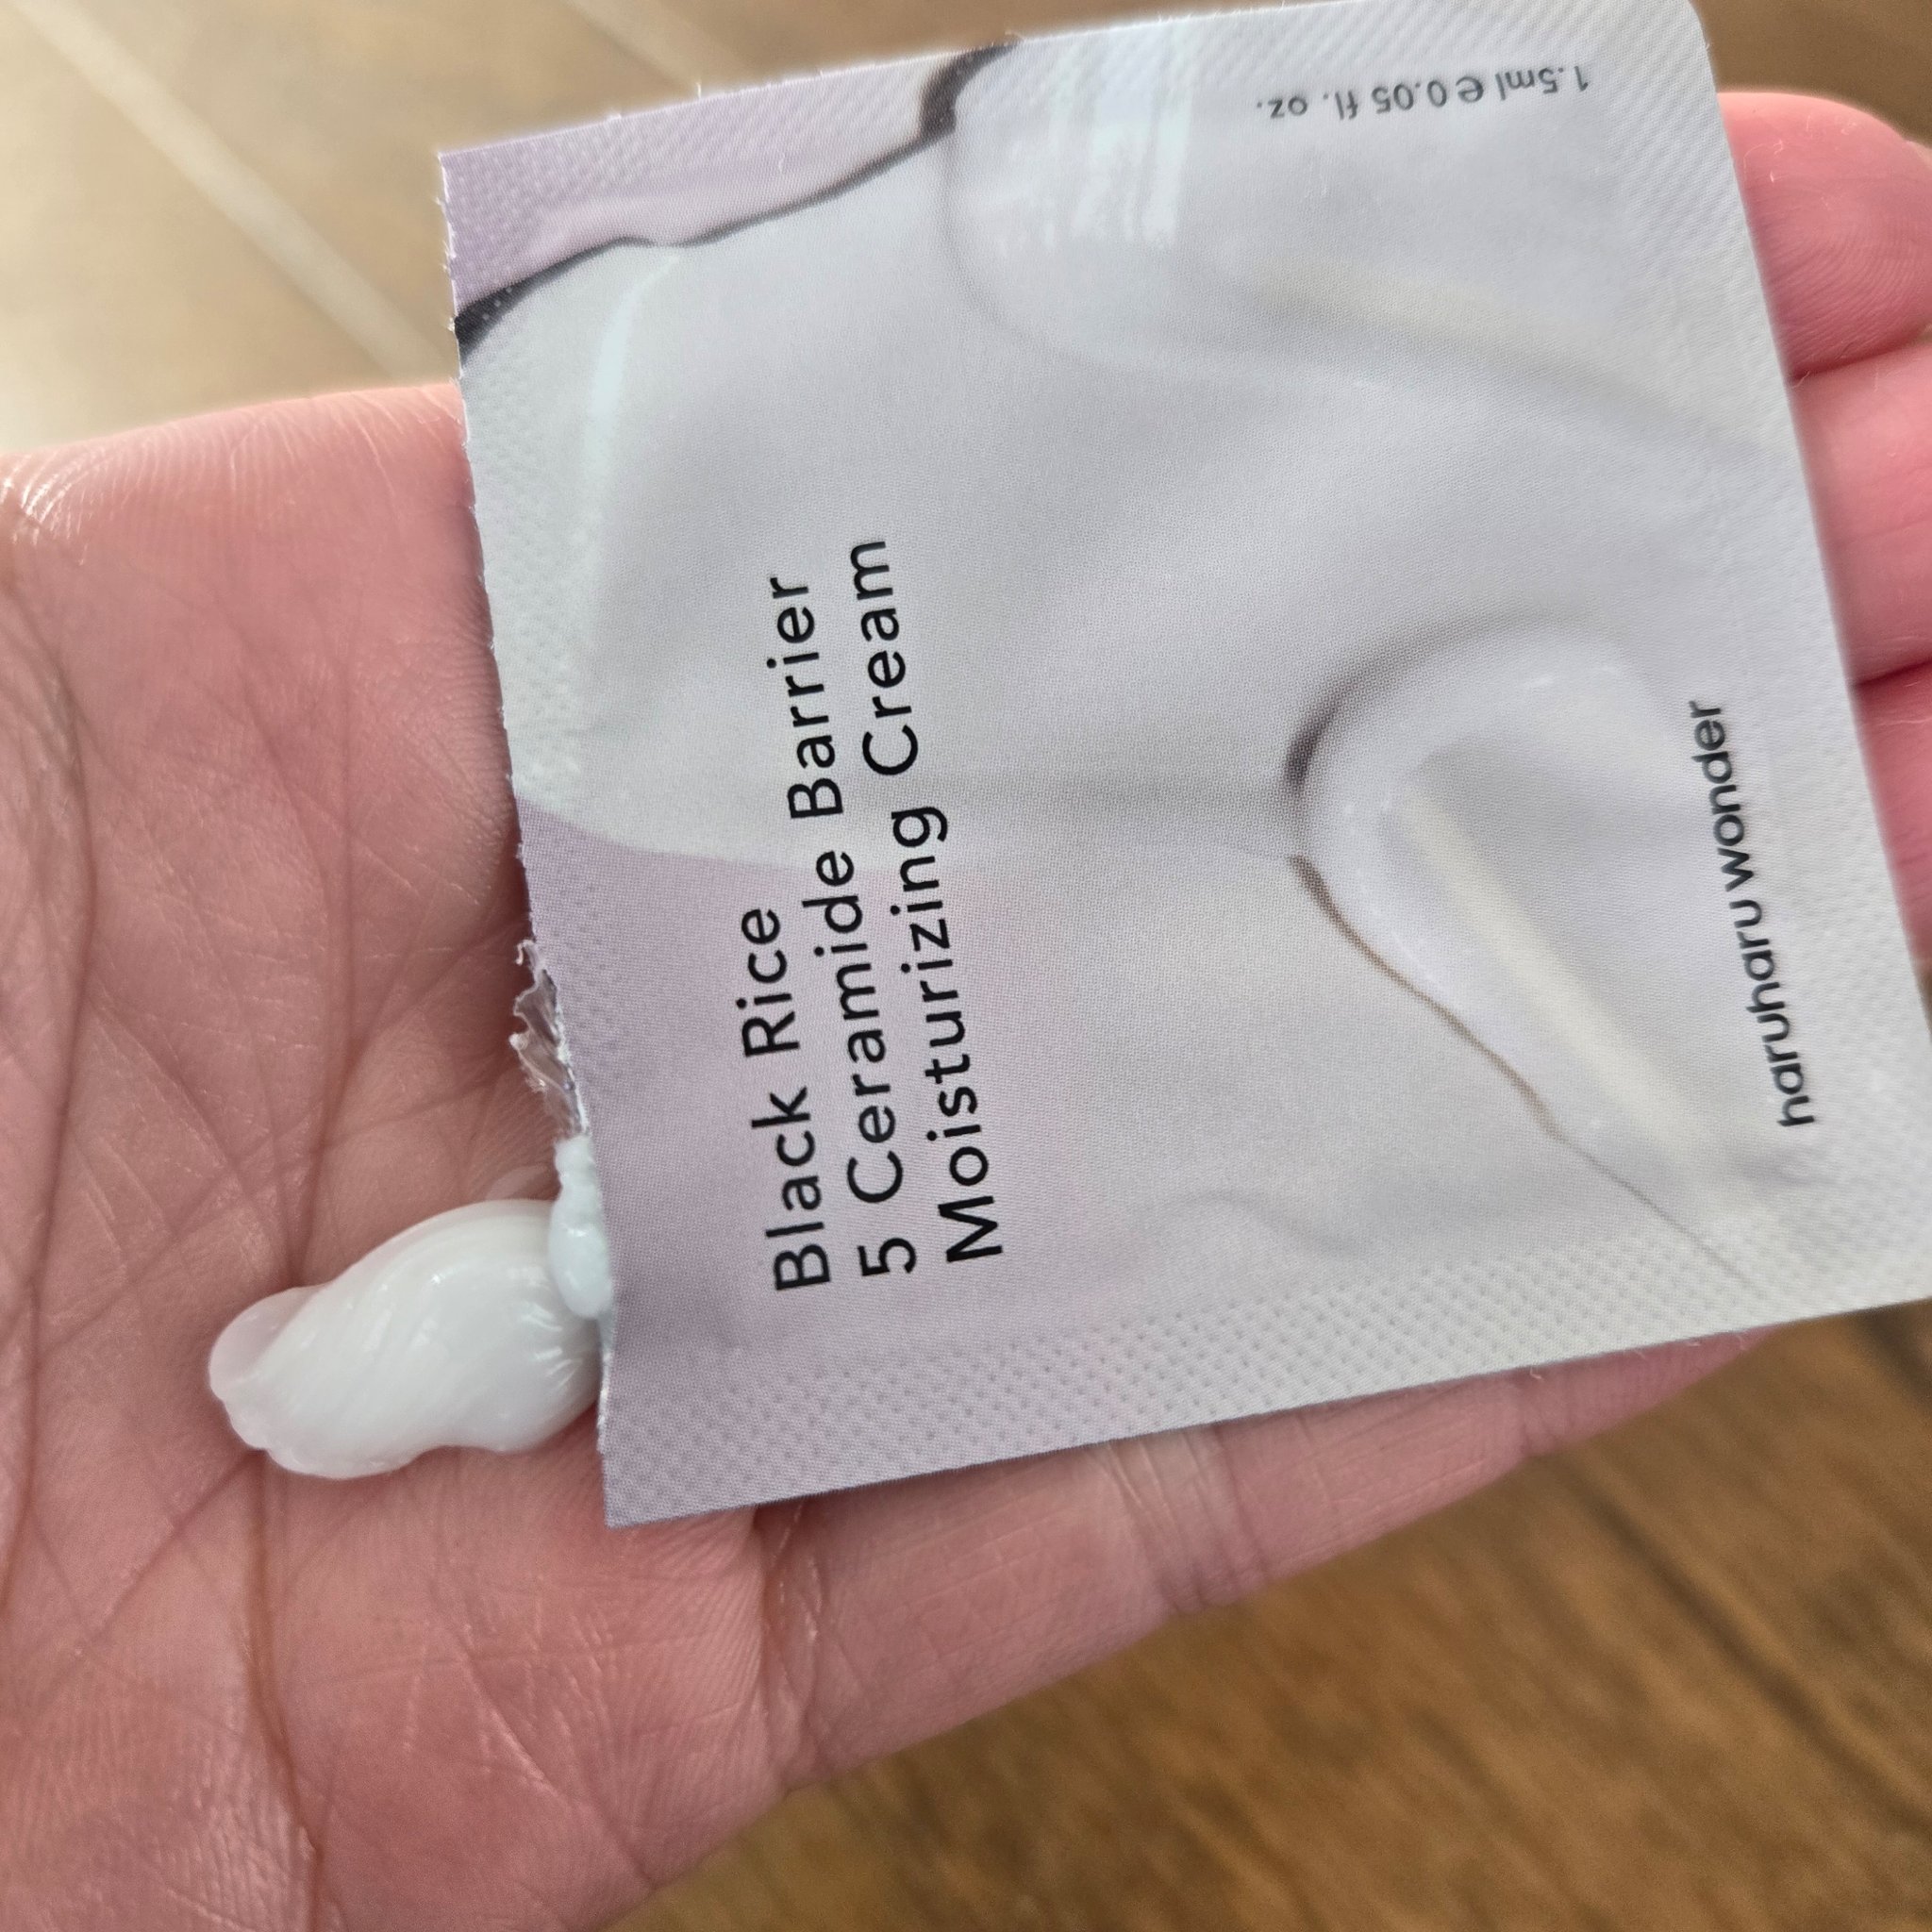 Black Rice
5 Ceramide Barrier
Moisturizing Cream
haruharu wonder
1.5ml ℮ 0.05 fl. oz.